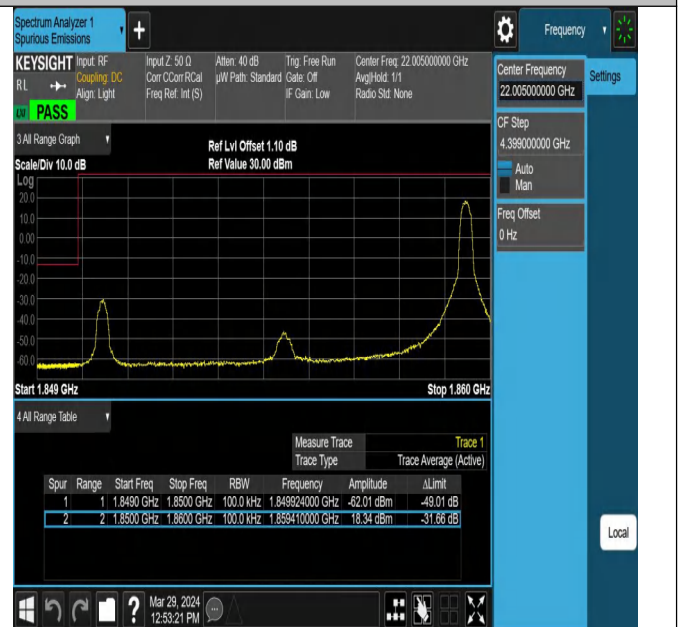 Spectrum Analyzer 1
Spurious Emissions
+
Frequency
KEYSIGHT
RL
Input: RF
Coupling: DC
Align: Light
Input Z: 50 Ω
Corr CCorr RCal
Freq Ref: Int (S)
Atten: 40 dB
µW Path: Standard
Trig: Free Run
Gate: Off
IF Gain: Low
Center Freq: 22.005000000 GHz
Avg|Hold: 1/1
Radio Std: None
PASS
Center Frequency
22.005000000 GHz
Settings
CF Step
4.399000000 GHz
Auto
Man
Freq Offset
0 Hz
3 All Range Graph
Scale/Div 10.0 dB
Ref Lvl Offset 1.10 dB
Ref Value 30.00 dBm
Log
20.0
10.0
0.00
-10.0
-20.0
-30.0
-40.0
-50.0
-60.0
Start 1.849 GHz
Stop 1.860 GHz
4 All Range Table
Measure Trace Trace 1
Trace Type Trace Average (Active)
Spur Range Start Freq Stop Freq RBW Frequency Amplitude ΔLimit
1 1 1.8490 GHz 1.8500 GHz 100.0 kHz 1.849924000 GHz -62.01 dBm -49.01 dB
2 2 1.8500 GHz 1.8600 GHz 100.0 kHz 1.859410000 GHz 18.34 dBm -31.66 dB
Local
?
Mar 29, 2024
12:53:21 PM